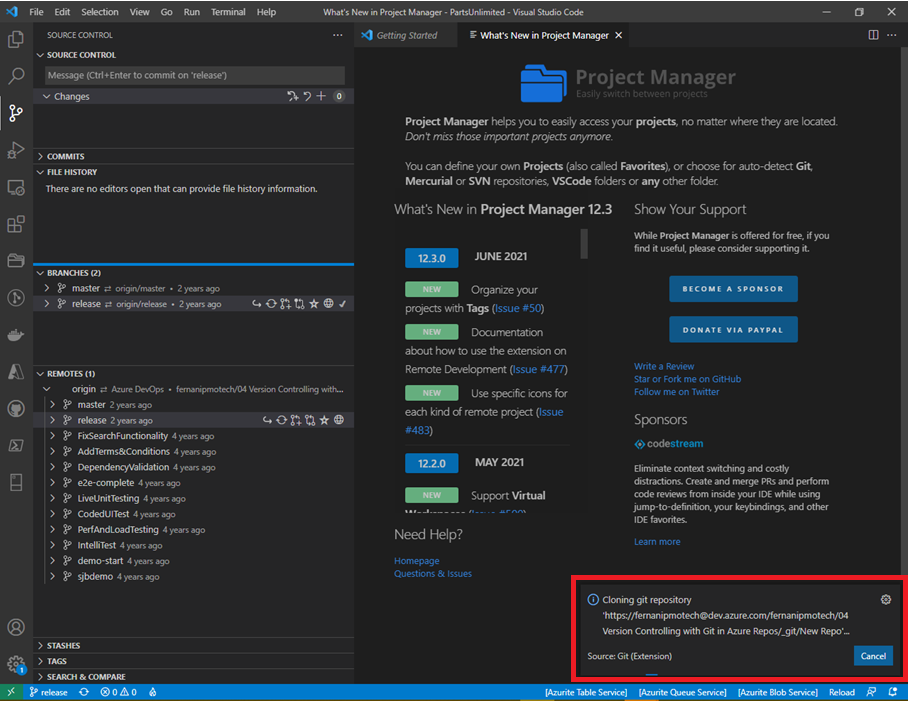 File Edit Selection View Go Run Terminal Help What's New in Project Manager - PartsUnlimited - Visual Studio Code
SOURCE CONTROL
SOURCE CONTROL
Message (Ctrl+Enter to commit on 'release')
Changes 0
COMMITS
FILE HISTORY
There are no editors open that can provide file history information.
BRANCHES (2)
master ⇄ origin/master • 2 years ago
release ⇄ origin/release • 2 years ago
REMOTES (1)
origin ⇄ Azure DevOps • fernanipmotech/04 Version Controlling with...
master 2 years ago
release 2 years ago
FixSearchFunctionality 4 years ago
AddTerms&Conditions 4 years ago
DependencyValidation 4 years ago
e2e-complete 4 years ago
LiveUnitTesting 4 years ago
CodedUITest 4 years ago
PerfAndLoadTesting 4 years ago
IntelliTest 4 years ago
demo-start 4 years ago
sjbdemo 4 years ago
STASHES
TAGS
SEARCH & COMPARE
1
Getting Started What's New in Project Manager
Project Manager
Easily switch between projects
Project Manager helps you to easily access your projects, no matter where they are located.
Don't miss those important projects anymore.
You can define your own Projects (also called Favorites), or choose for auto-detect Git,
Mercurial or SVN repositories, VSCode folders or any other folder.
What's New in Project Manager 12.3
12.3.0 JUNE 2021
NEW Organize your
projects with Tags (Issue #50)
NEW Documentation
about how to use the extension on
Remote Development (Issue #477)
NEW Use specific icons for
each kind of remote project (Issue
#483)
12.2.0 MAY 2021
NEW Support Virtual
Workspaces (Issue #500)
Need Help?
Homepage
Questions & Issues
Show Your Support
While Project Manager is offered for free, if you
find it useful, please consider supporting it.
BECOME A SPONSOR
DONATE VIA PAYPAL
Write a Review
Star or Fork me on GitHub
Follow me on Twitter
Sponsors
codestream
Eliminate context switching and costly
distractions. Create and merge PRs and perform
code reviews from inside your IDE while using
jump-to-definition, your keybindings, and other
IDE favorites.
Learn more
Cloning git repository
'https://fernanipmotech@dev.azure.com/fernanipmotech/04
Version Controlling with Git in Azure Repos/_git/New Repo'...
Source: Git (Extension) Cancel
release 0 0 [Azurite Table Service] [Azurite Queue Service] [Azurite Blob Service] Reload